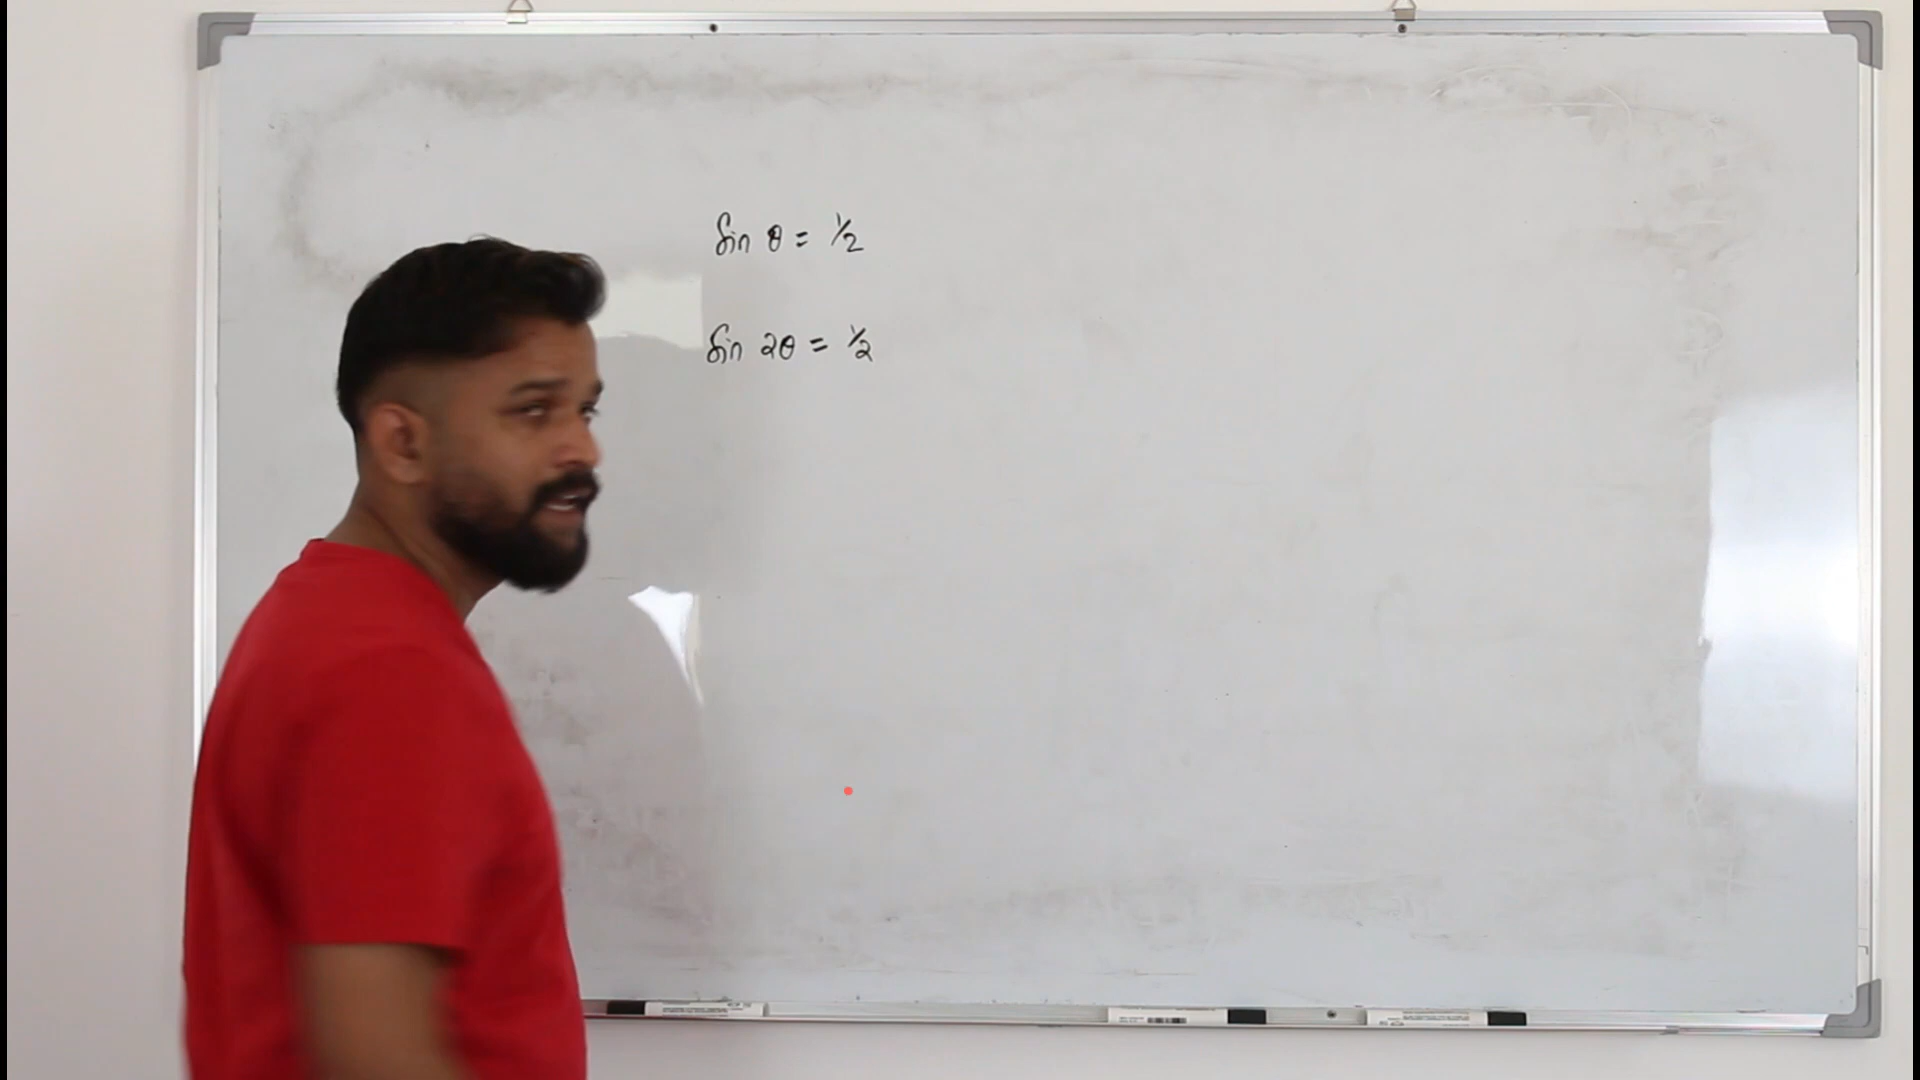 sin θ = 1/2
sin 2θ = 1/2